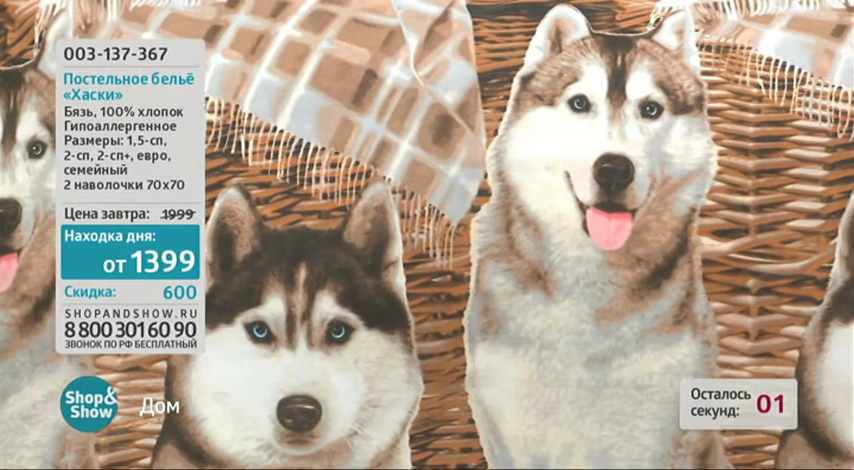 003-137-367
Постельное бельё
«Хаски»
Бязь, 100% хлопок
Гипоаллергенное
Размеры: 1,5-сп,
2-сп, 2-сп+, евро,
семейный
2 наволочки 70х70
Цена завтра: 1999
Находка дня:
от 1399
Скидка: 600
SHOPANDSHOW.RU
8 800 301 60 90
ЗВОНОК ПО РФ БЕСПЛАТНЫЙ
Shop&
Show
Дом
Осталось
секунд: 01